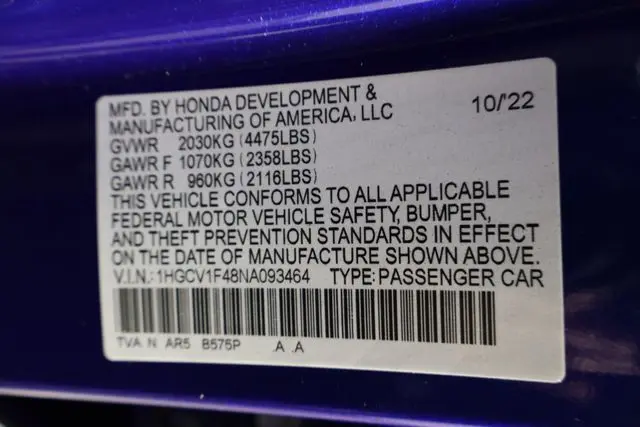 MFD. BY HONDA DEVELOPMENT &
MANUFACTURING OF AMERICA, LLC 10/'22
GVWR 2030KG (4475LBS)
GAWR F 1070KG (2358LBS)
GAWR R 960KG (2116LBS)
THIS VEHICLE CONFORMS TO ALL APPLICABLE
FEDERAL MOTOR VEHICLE SAFETY, BUMPER,
AND THEFT PREVENTION STANDARDS IN EFFECT
ON THE DATE OF MANUFACTURE SHOWN ABOVE.
V.I.N.: 1HGCV1F48NA093464 TYPE: PASSENGER CAR
TVA N AR5 B575P .A .A